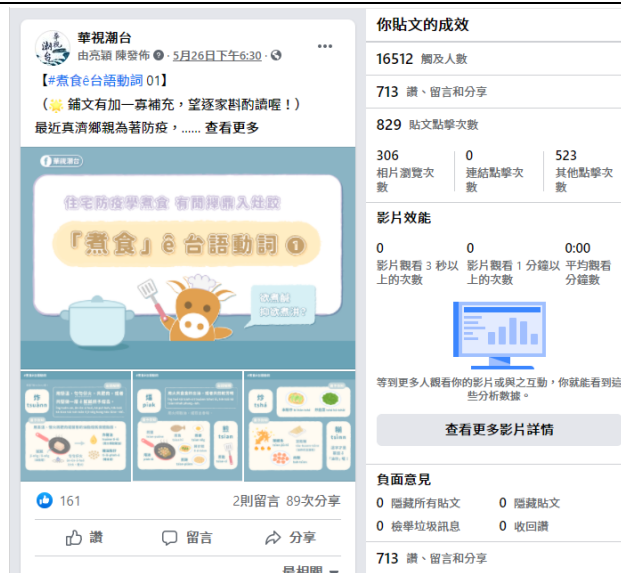 華視潮台
由亮穎 陳發佈 · 5月26日下午6:30 ·
【#煮食ê台語動詞 01】
（🌟 鋪文有加一寡補充，望逐家斟酌讀喔！）
最近真濟鄉親為著防疫，...... 查看更多
華視潮台
住宅防疫學煮食 有閒掃鼎入灶跤
「煮食」ê 台語動詞 1
炸
煏
piak
煎
tsian
炒
tshá
161
2則留言 89次分享
讚
留言
分享
最相關
你貼文的成效
16512 觸及人數
713 讚、留言和分享
829 貼文點擊次數
306
相片瀏覽次數
0
連結點擊次數
523
其他點擊次數
影片效能
0
影片觀看 3 秒以上的次數
0
影片觀看 1 分鐘以上的次數
0:00
平均觀看分鐘數
等到更多人觀看你的影片或與之互動，你就能看到這
些分析數據。
查看更多影片詳情
負面意見
0 隱藏所有貼文
0 隱藏貼文
0 檢舉垃圾訊息
0 收回讚
713 讚、留言和分享